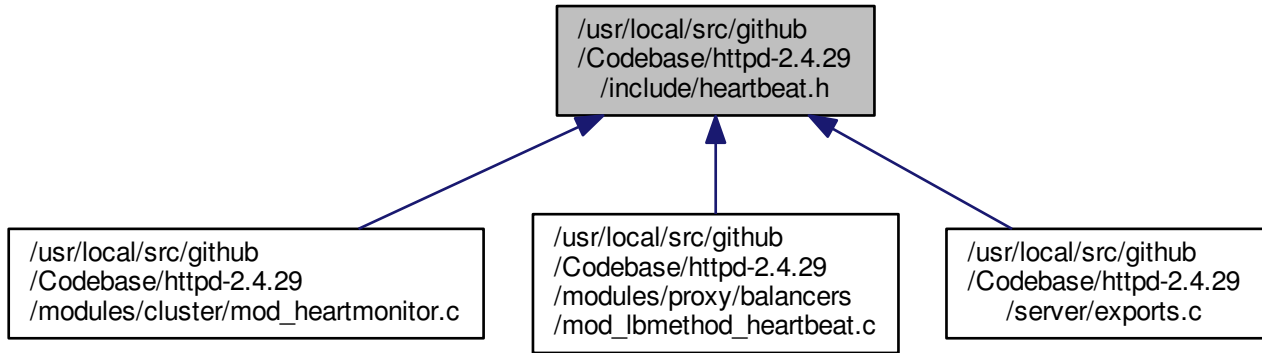 /usr/local/src/github
/Codebase/httpd-2.4.29
/include/heartbeat.h
/usr/local/src/github
/Codebase/httpd-2.4.29
/modules/cluster/mod_heartmonitor.c
/usr/local/src/github
/Codebase/httpd-2.4.29
/modules/proxy/balancers
/mod_lbmethod_heartbeat.c
/usr/local/src/github
/Codebase/httpd-2.4.29
/server/exports.c